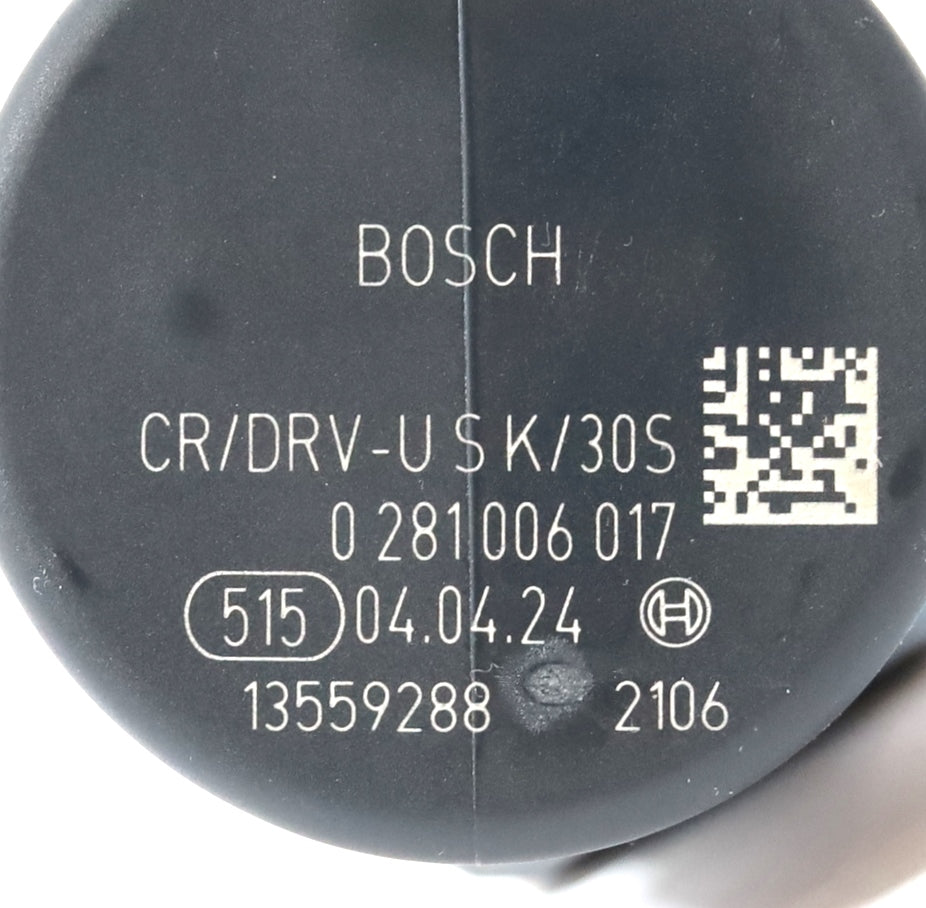 BOSCH
CR/DRV-U S K/30S
0 281 006 017
515 04.04.24
13559288 2106